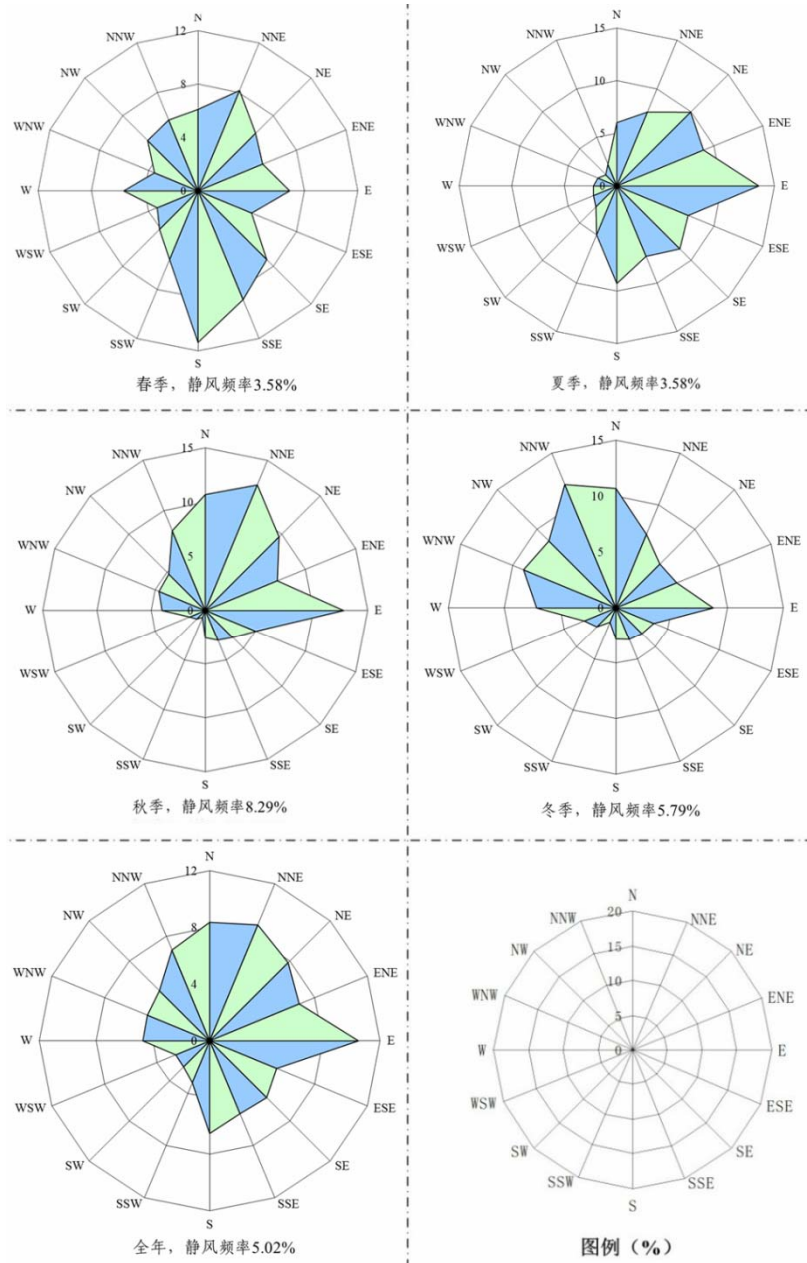 N
12
NNW
NNE
NW
8
NE
WNW
4
ENE
W
0
E
WSW
ESE
SW
SE
SSW
SSE
S
春季，静风频率3.58%
N
15
NNW
NNE
NW
10
NE
WNW
5
ENE
W
0
E
WSW
ESE
SW
SE
SSW
SSE
S
夏季，静风频率3.58%
N
15
NNW
NNE
NW
10
NE
WNW
5
ENE
W
0
E
WSW
ESE
SW
SE
SSW
SSE
S
秋季，静风频率8.29%
N
15
NNW
NNE
NW
10
NE
WNW
5
ENE
W
0
E
WSW
ESE
SW
SE
SSW
SSE
S
冬季，静风频率5.79%
N
12
NNW
NNE
NW
8
NE
WNW
4
ENE
W
0
E
WSW
ESE
SW
SE
SSW
SSE
S
全年，静风频率5.02%
N
20
NNW
NNE
NW
15
NE
WNW
10
ENE
5
W
0
E
WSW
ESE
SW
SE
SSW
SSE
S
图例（%）